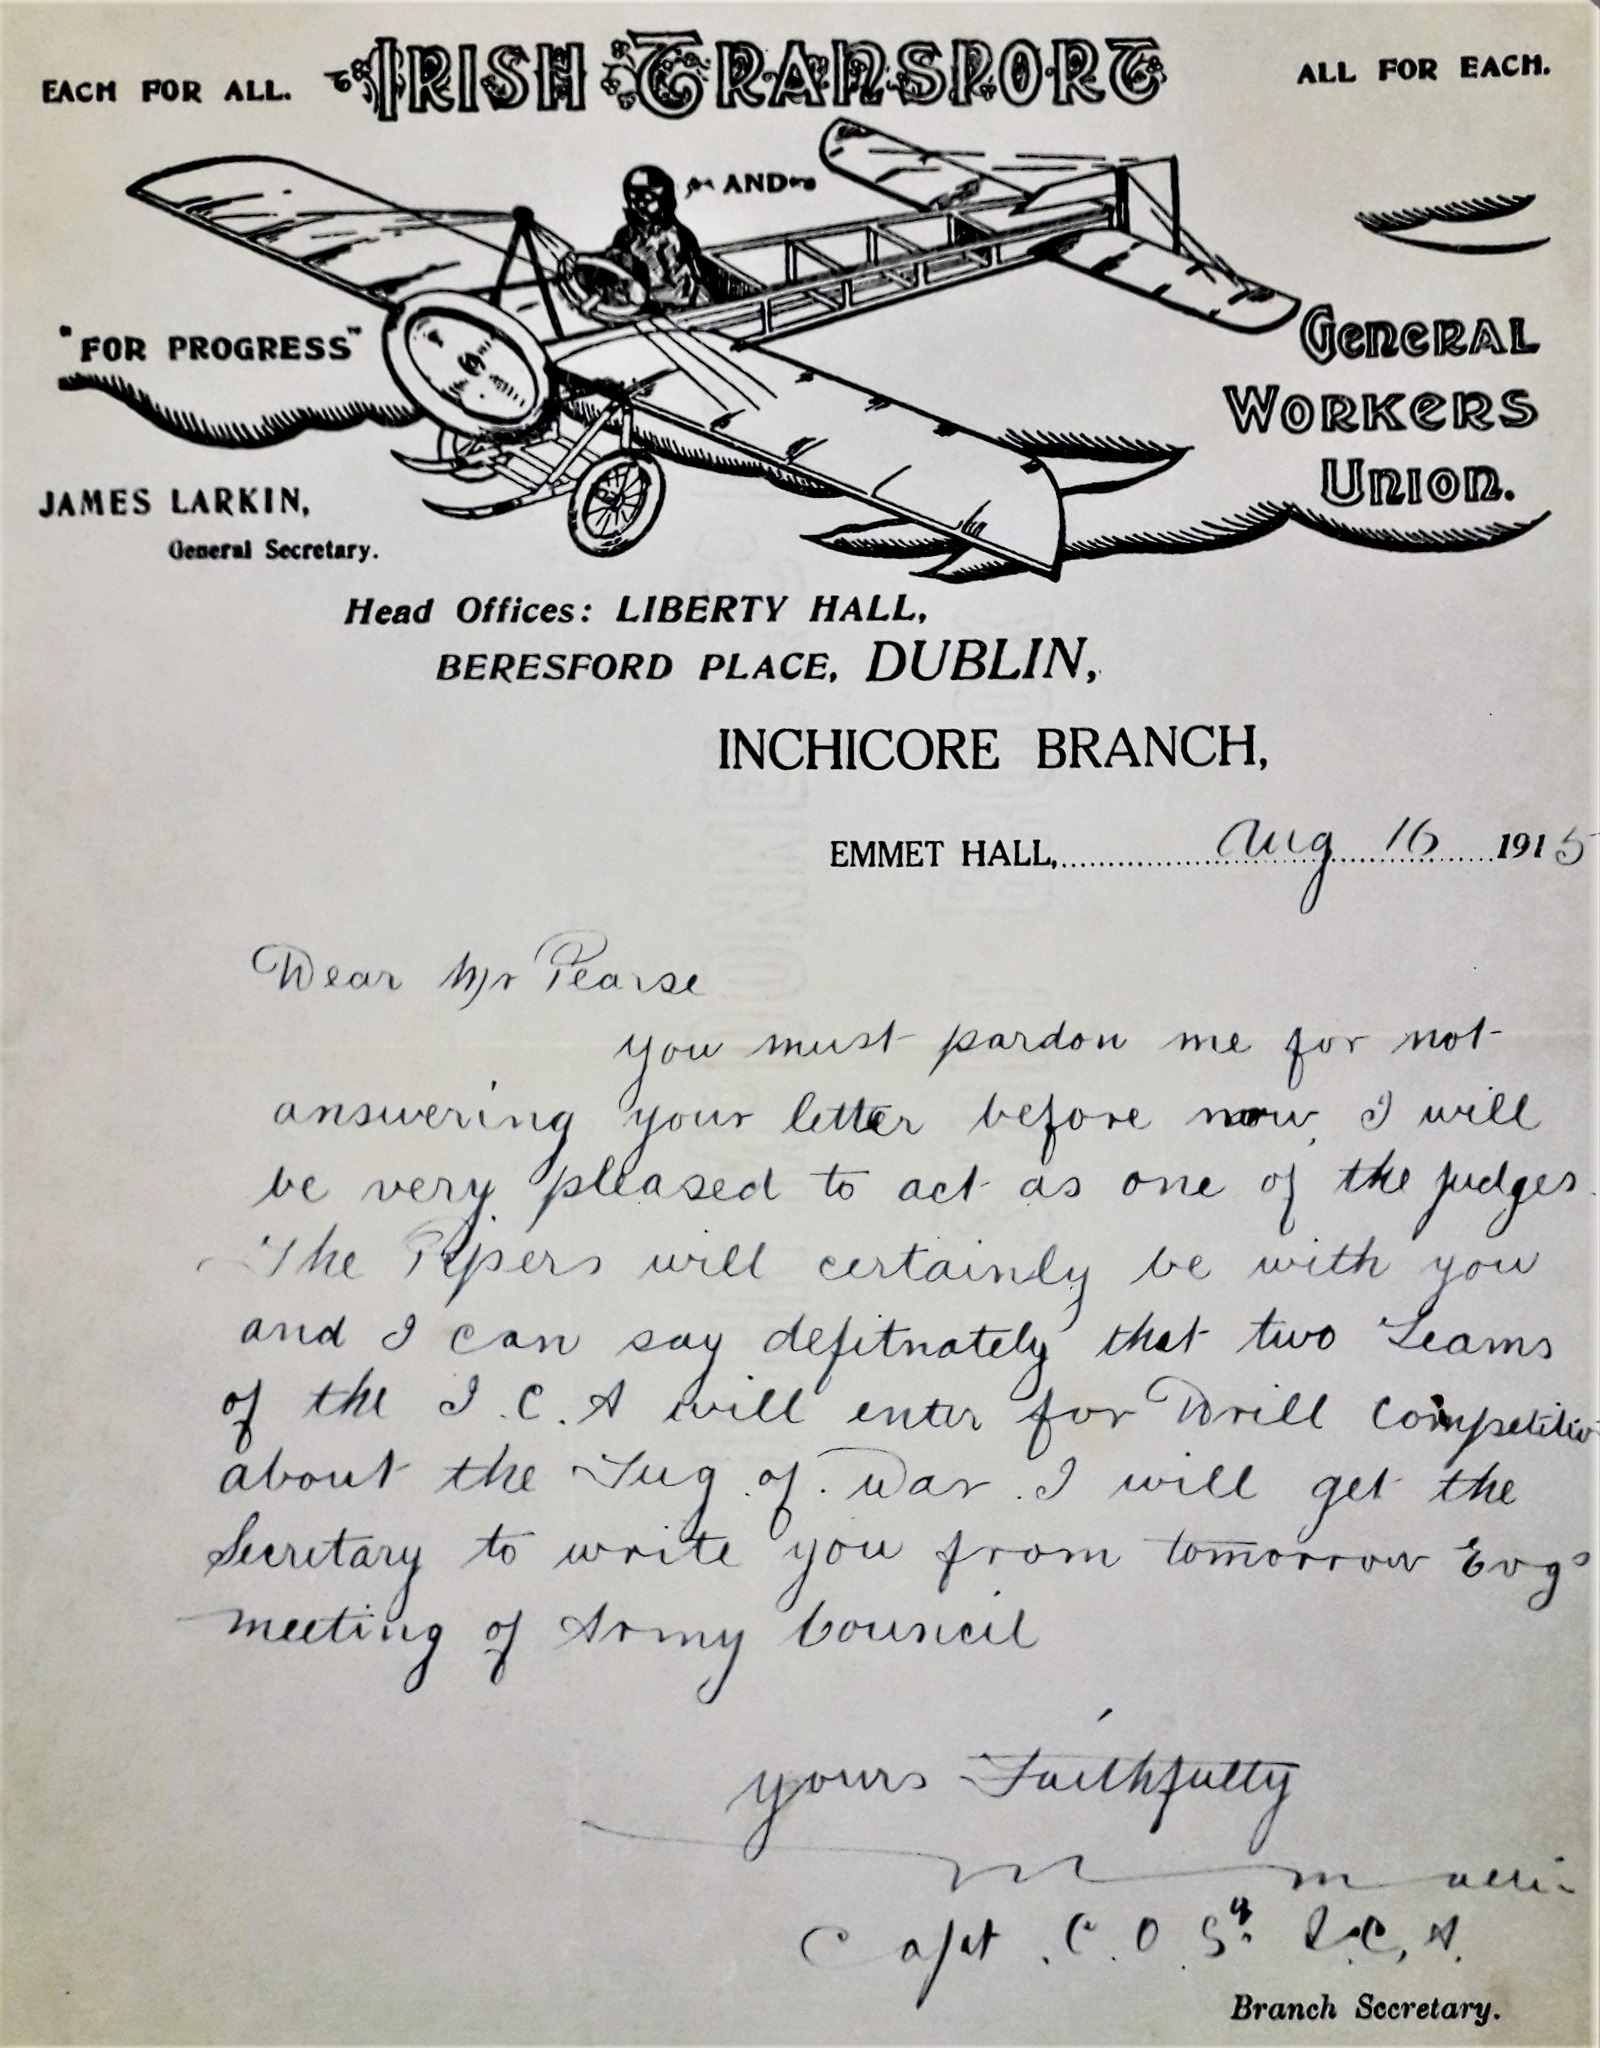 EACH FOR ALL.
IRISH TRANSPORT
ALL FOR EACH.
AND
"FOR PROGRESS"
GENERAL
WORKERS
UNION.
JAMES LARKIN,
General Secretary.
Head Offices: LIBERTY HALL,
BERESFORD PLACE, DUBLIN,
INCHICORE BRANCH,
EMMET HALL, Aug 16 1915
Dear Mr Pearse
you must pardon me for not
answering your letter before now, I will
be very pleased to act as one of the judges.
The Pipers will certainly be with you
and I can say defitnately that two Teams
of the I.C.A will enter for Drill competition
about the Tug. of. War. I will get the
Secretary to write you from tomorrow Evgs
meeting of Army Council
yours Faithfully
M Mallin
Capt. C.O.S. I.C.A.
Branch Secretary.